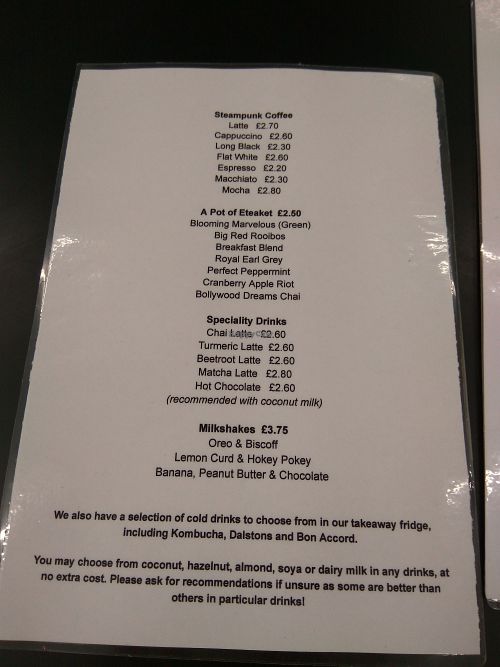 Steampunk Coffee
Latte £2.70
Cappuccino £2.60
Long Black £2.30
Flat White £2.60
Espresso £2.20
Macchiato £2.30
Mocha £2.80
A Pot of Eteaket £2.50
Blooming Marvelous (Green)
Big Red Rooibos
Breakfast Blend
Royal Earl Grey
Perfect Peppermint
Cranberry Apple Riot
Bollywood Dreams Chai
Speciality Drinks
Chai Latte £2.60
Turmeric Latte £2.60
Beetroot Latte £2.60
Matcha Latte £2.80
Hot Chocolate £2.60
(recommended with coconut milk)
Milkshakes £3.75
Oreo & Biscoff
Lemon Curd & Hokey Pokey
Banana, Peanut Butter & Chocolate
We also have a selection of cold drinks to choose from in our takeaway fridge,
including Kombucha, Dalstons and Bon Accord.
You may choose from coconut, hazelnut, almond, soya or dairy milk in any drinks, at
no extra cost. Please ask for recommendations if unsure as some are better than
others in particular drinks!